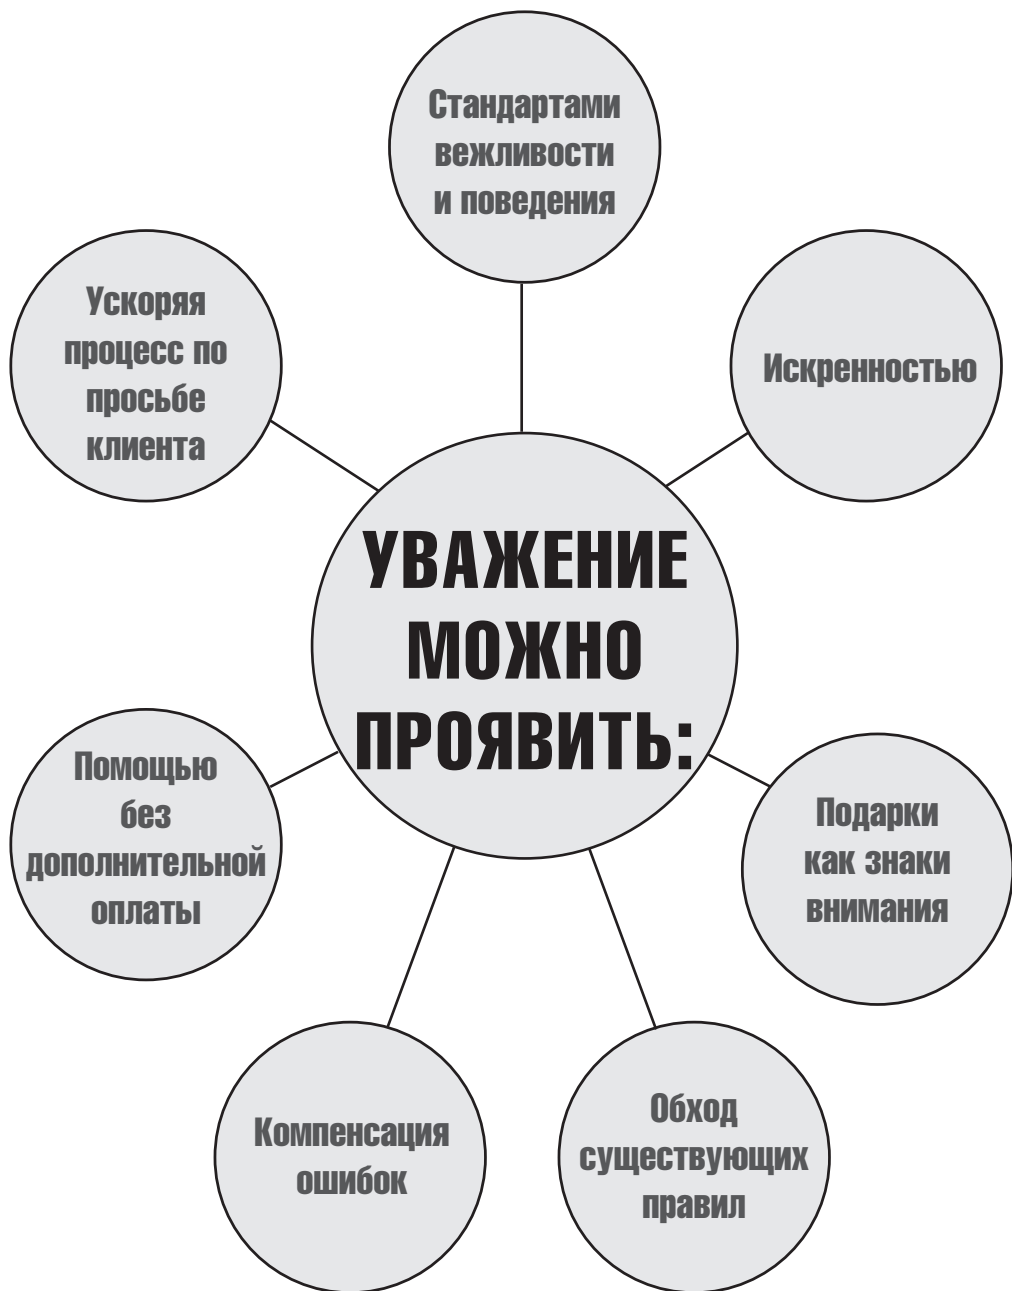 Стандартами
вежливости
и поведения
Ускоряя
процесс по
просьбе
клиента
Искренностью
УВАЖЕНИЕ
МОЖНО
ПРОЯВИТЬ:
Помощью
без
дополнительной
оплаты
Подарки
как знаки
внимания
Компенсация
ошибок
Обход
существующих
правил